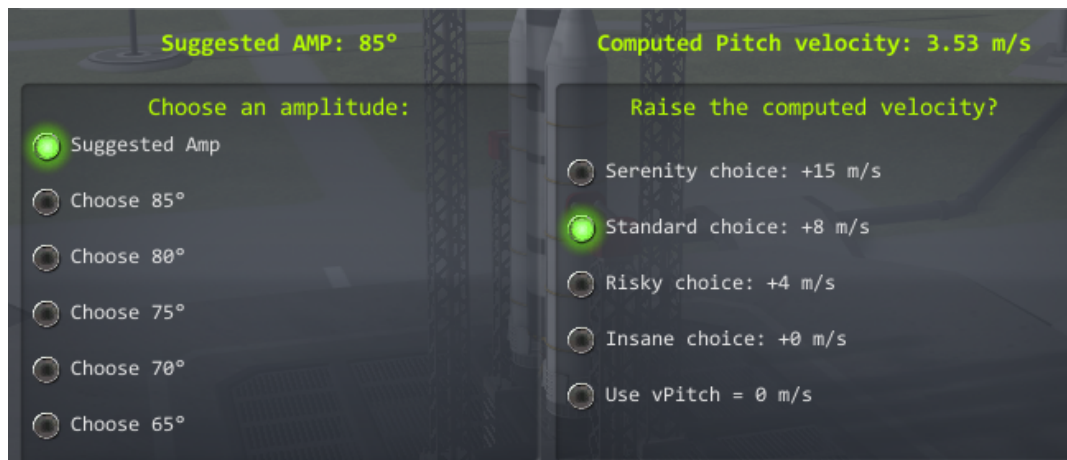 Suggested AMP: 85°
Computed Pitch velocity: 3.53 m/s
Choose an amplitude:
Suggested Amp
Choose 85°
Choose 80°
Choose 75°
Choose 70°
Choose 65°
Raise the computed velocity?
Serenity choice: +15 m/s
Standard choice: +8 m/s
Risky choice: +4 m/s
Insane choice: +0 m/s
Use vPitch = 0 m/s